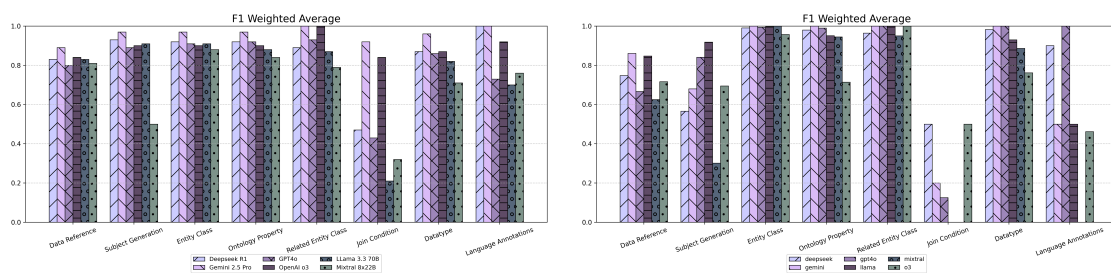 F1 Weighted Average
1.0
0.8
0.6
0.4
0.2
0.0
Data Reference
Subject Generation
Entity Class
Ontology Property
Related Entity Class
Join Condition
Datatype
Language Annotations
Deepseek R1
Gemini 2.5 Pro
GPT4o
OpenAI o3
LLama 3.3 70B
Mixtral 8x22B
F1 Weighted Average
1.0
0.8
0.6
0.4
0.2
0.0
Data Reference
Subject Generation
Entity Class
Ontology Property
Related Entity Class
Join Condition
Datatype
Language Annotations
deepseek
gemini
gpt4o
llama
mixtral
o3